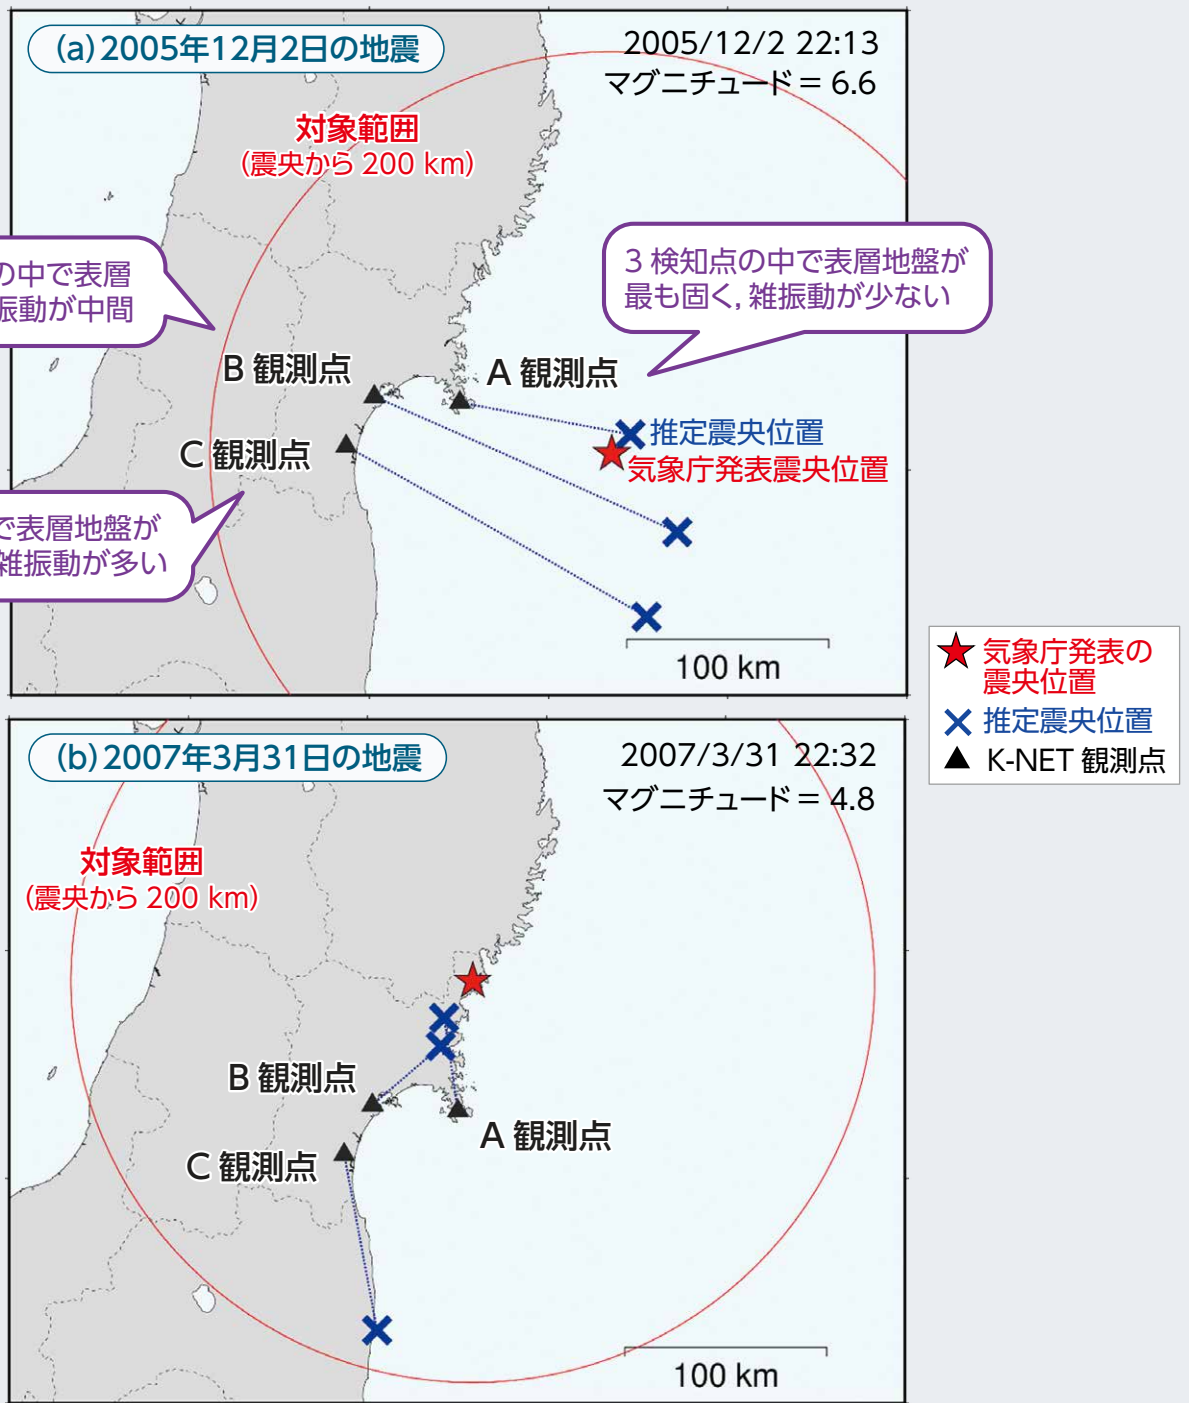 (a)2005年12月2日の地震
2005/12/2 22:13
マグニチュード = 6.6
対象範囲
(震央から 200 km)
の中で表層
振動が中間
3 検知点の中で表層地盤が
最も固く, 雑振動が少ない
B 観測点
A 観測点
推定震央位置
C 観測点
気象庁発表震央位置
で表層地盤が
雑振動が多い
100 km
気象庁発表の
震央位置
推定震央位置
K-NET 観測点
(b)2007年3月31日の地震
2007/3/31 22:32
マグニチュード = 4.8
対象範囲
(震央から 200 km)
B 観測点
A 観測点
C 観測点
100 km